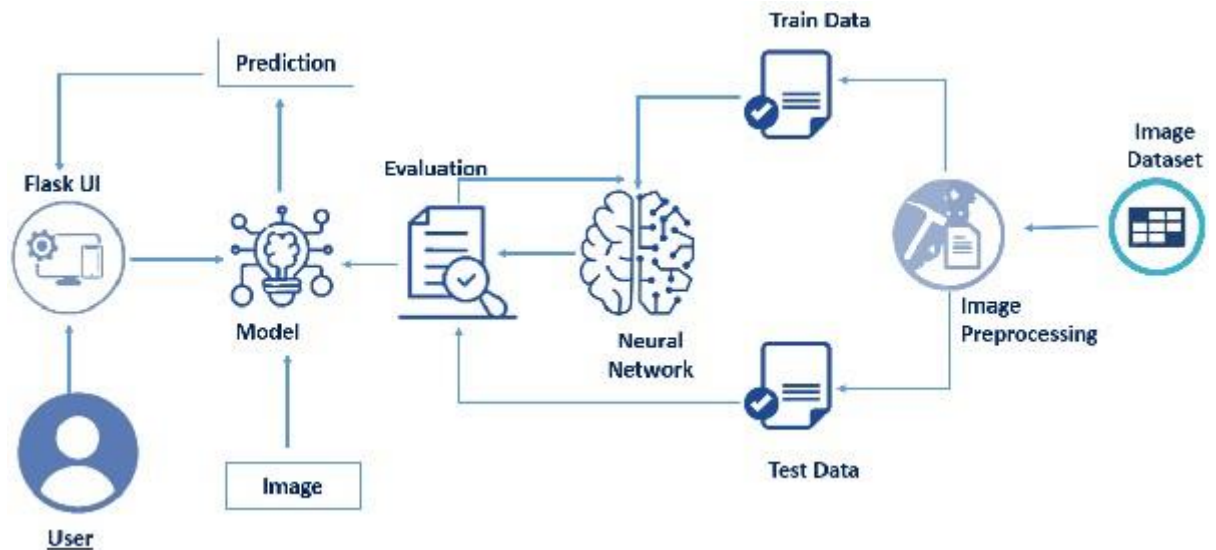 Train Data
Prediction
Image
Dataset
Evaluation
Flask UI
Image
Preprocessing
Model
Neural
Network
Test Data
Image
User